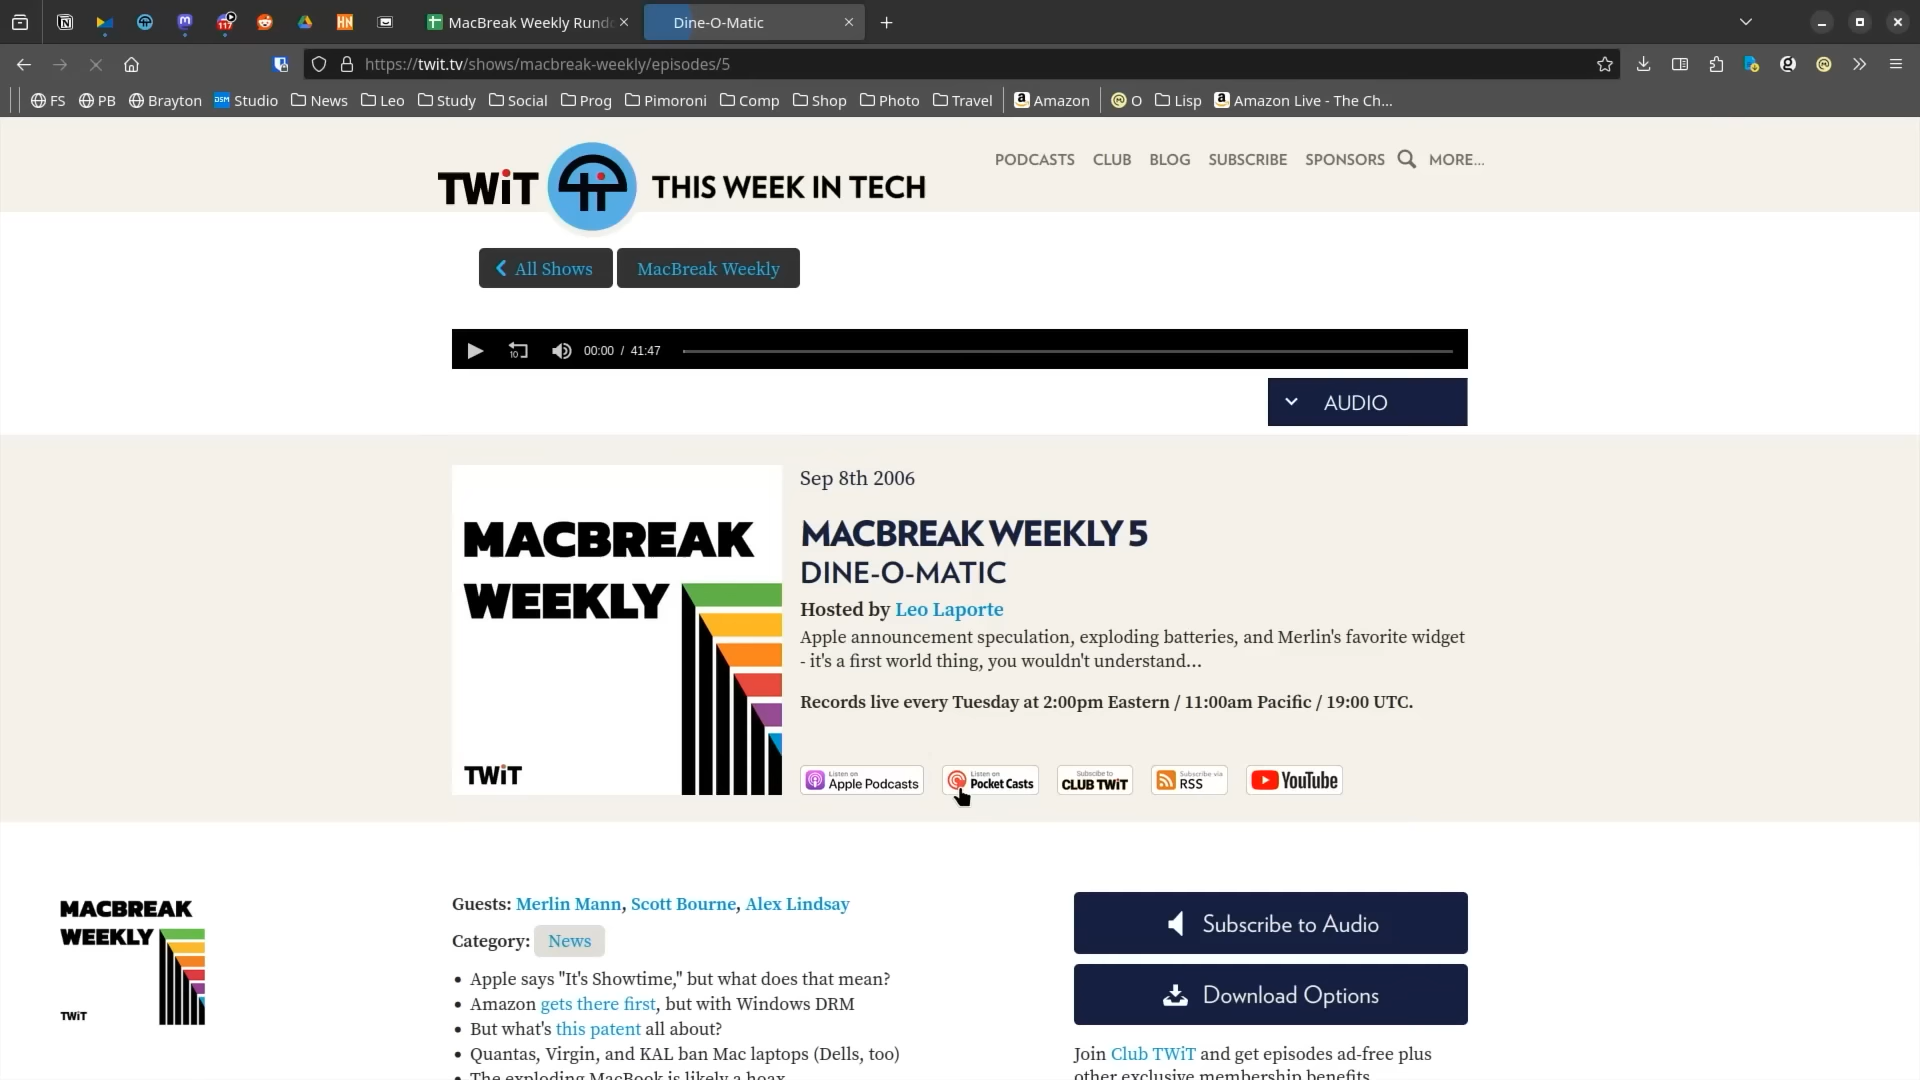 MacBreak Weekly Rund
Dine-O-Matic
117
https://twit.tv/shows/macbreak-weekly/episodes/5
FS PB Brayton DSM Studio News Leo Study Social Prog Pimoroni Comp Shop Photo Travel Amazon O Lisp Amazon Live - The Ch...
PODCASTS CLUB BLOG SUBSCRIBE SPONSORS MORE...
TWiT THIS WEEK IN TECH
All Shows
MacBreak Weekly
10 00:00 / 41:47
AUDIO
MACBREAK
WEEKLY
TWiT
Sep 8th 2006
MACBREAK WEEKLY 5
DINE-O-MATIC
Hosted by Leo Laporte
Apple announcement speculation, exploding batteries, and Merlin's favorite widget
- it's a first world thing, you wouldn't understand...
Records live every Tuesday at 2:00pm Eastern / 11:00am Pacific / 19:00 UTC.
Listen on
Apple Podcasts
Listen on
Pocket Casts
Subscribe to
CLUB TWiT
Subscribe via
RSS
YouTube
MACBREAK
WEEKLY
TWiT
Guests: Merlin Mann, Scott Bourne, Alex Lindsay
Category: News
• Apple says "It's Showtime," but what does that mean?
• Amazon gets there first, but with Windows DRM
• But what's this patent all about?
• Quantas, Virgin, and KAL ban Mac laptops (Dells, too)
• The exploding MacBook is likely a hoax
Subscribe to Audio
Download Options
Join Club TWiT and get episodes ad-free plus
other exclusive membership benefits.